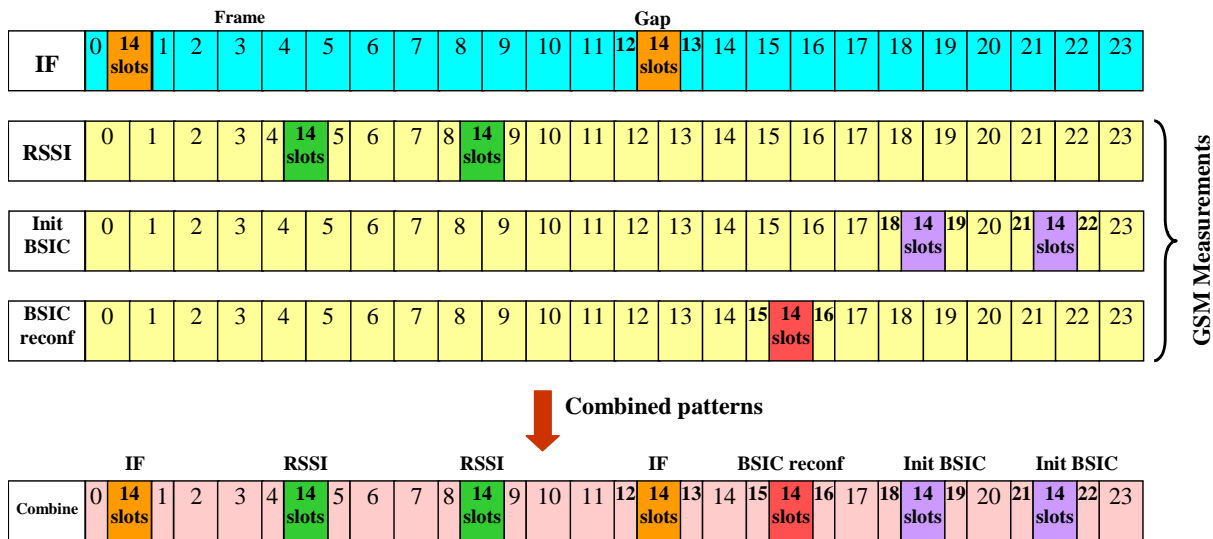 Frame Gap
IF 0 14 slots 1 2 3 4 5 6 7 8 9 10 11 12 14 slots 13 14 15 16 17 18 19 20 21 22 23
RSSI 0 1 2 3 4 14 slots 5 6 7 8 14 slots 9 10 11 12 13 14 15 16 17 18 19 20 21 22 23
Init BSIC 0 1 2 3 4 5 6 7 8 9 10 11 12 13 14 15 16 17 18 14 slots 19 20 21 14 slots 22 23
BSIC reconf 0 1 2 3 4 5 6 7 8 9 10 11 12 13 14 15 14 slots 16 17 18 19 20 21 22 23
GSM Measurements
Combined patterns
IF RSSI RSSI IF BSIC reconf Init BSIC Init BSIC
Combine 0 14 slots 1 2 3 4 14 slots 5 6 7 8 14 slots 9 10 11 12 14 slots 13 14 15 14 slots 16 17 18 14 slots 19 20 21 14 slots 22 23